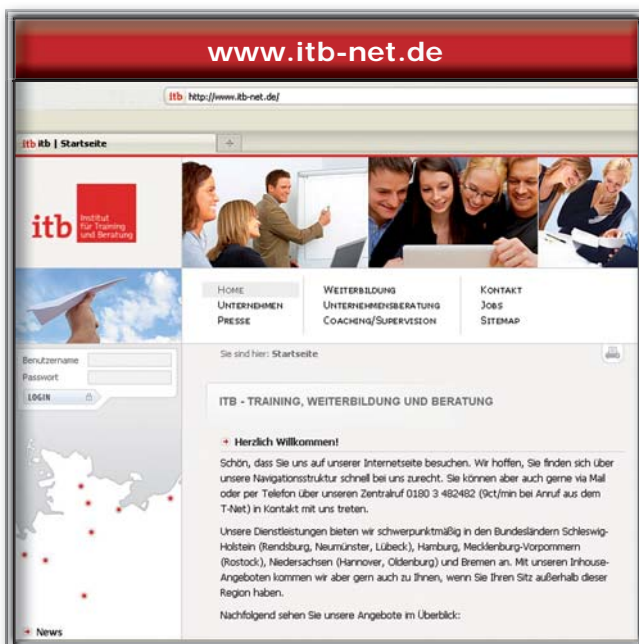 www.itb-net.de
itb http://www.itb-net.de/
itb itb | Startseite
itb Institut
für Training
und Beratung
HOME WEITERBILDUNG KONTAKT
UNTERNEHMEN UNTERNEHMENSBERATUNG JOBS
PRESSE COACHING/SUPERVISION SITEMAP
Sie sind hier: Startseite
Benutzername
Passwort
LOGIN
ITB - TRAINING, WEITERBILDUNG UND BERATUNG
Herzlich Willkommen!
Schön, dass Sie uns auf unserer Internetseite besuchen. Wir hoffen, Sie finden sich über
unsere Navigationsstruktur schnell bei uns zurecht. Sie können aber auch gerne via Mail
oder per Telefon über unseren Zentralruf 0180 3 482482 (9ct/min bei Anruf aus dem
T-Net) in Kontakt mit uns treten.
Unsere Dienstleistungen bieten wir schwerpunktmäßig in den Bundesländern Schleswig-
Holstein (Rendsburg, Neumünster, Lübeck), Hamburg, Mecklenburg-Vorpommern
(Rostock), Niedersachsen (Hannover, Oldenburg) und Bremen an. Mit unseren Inhouse-
Angeboten kommen wir aber gern auch zu Ihnen, wenn Sie Ihren Sitz außerhalb dieser
Region haben.
Nachfolgend sehen Sie unsere Angebote im Überblick:
News